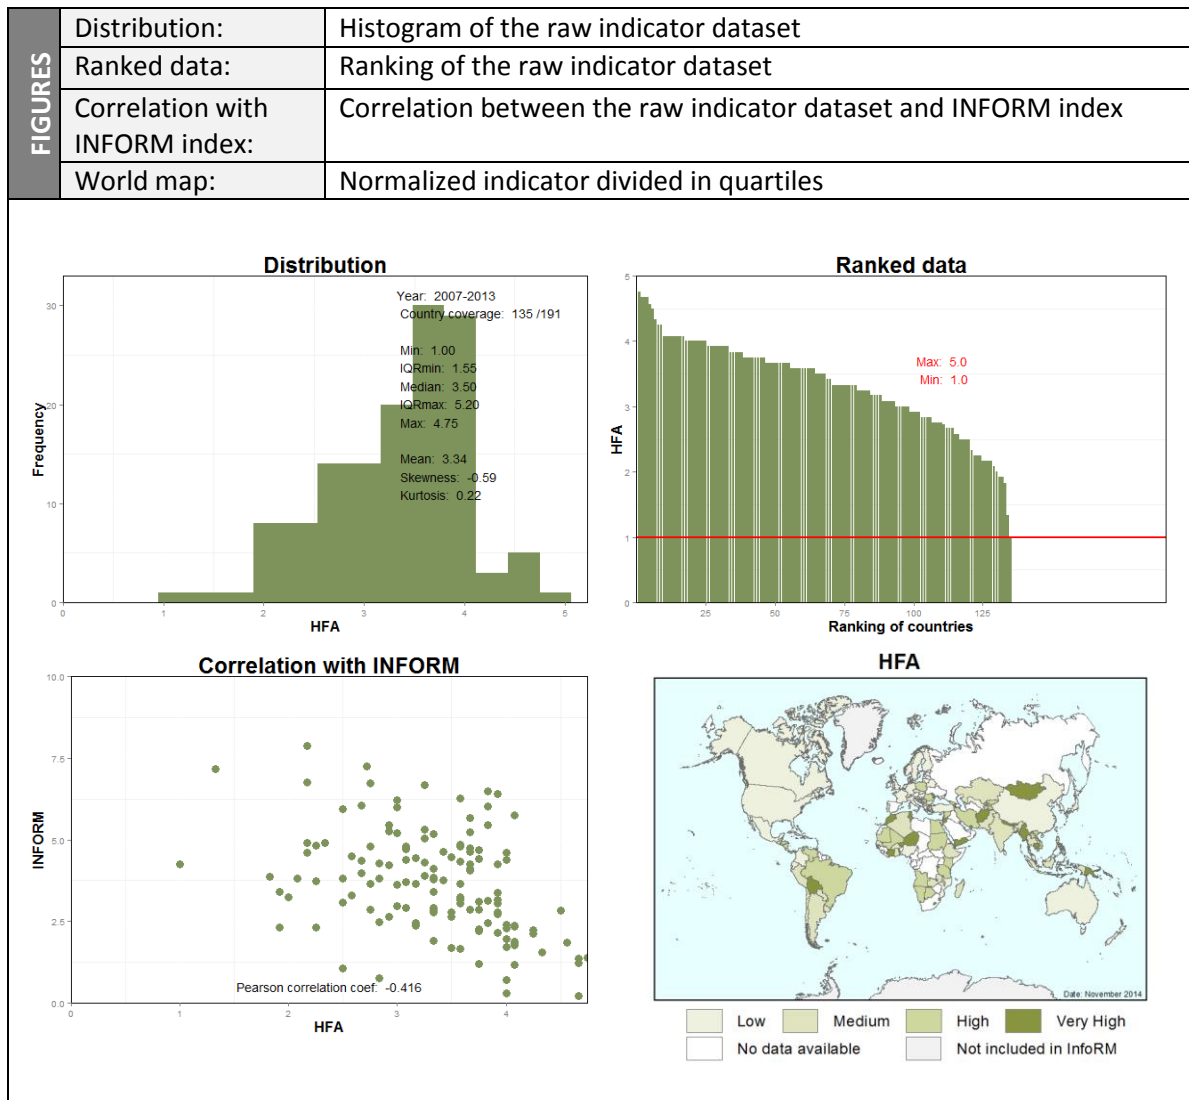 FIGURES
Distribution: Histogram of the raw indicator dataset
Ranked data: Ranking of the raw indicator dataset
Correlation with Correlation between the raw indicator dataset and INFORM index
INFORM index:
World map: Normalized indicator divided in quartiles
Distribution
Year: 2007-2013
Country coverage: 135 /191
Min: 1.00
IQRmin: 1.55
Median: 3.50
IQRmax: 5.20
Max: 4.75
Mean: 3.34
Skewness: -0.59
Kurtosis: 0.22
Frequency
30
20
10
0
0 1 2 3 4 5
HFA
Ranked data
Max: 5.0
Min: 1.0
HFA
5
4
3
2
1
0
25 50 75 100 125
Ranking of countries
Correlation with INFORM
INFORM
10.0
7.5
5.0
2.5
0.0
Pearson correlation coef: -0.416
0 1 2 3 4
HFA
HFA
Date: November 2014
Low Medium High Very High
No data available Not included in InfoRM